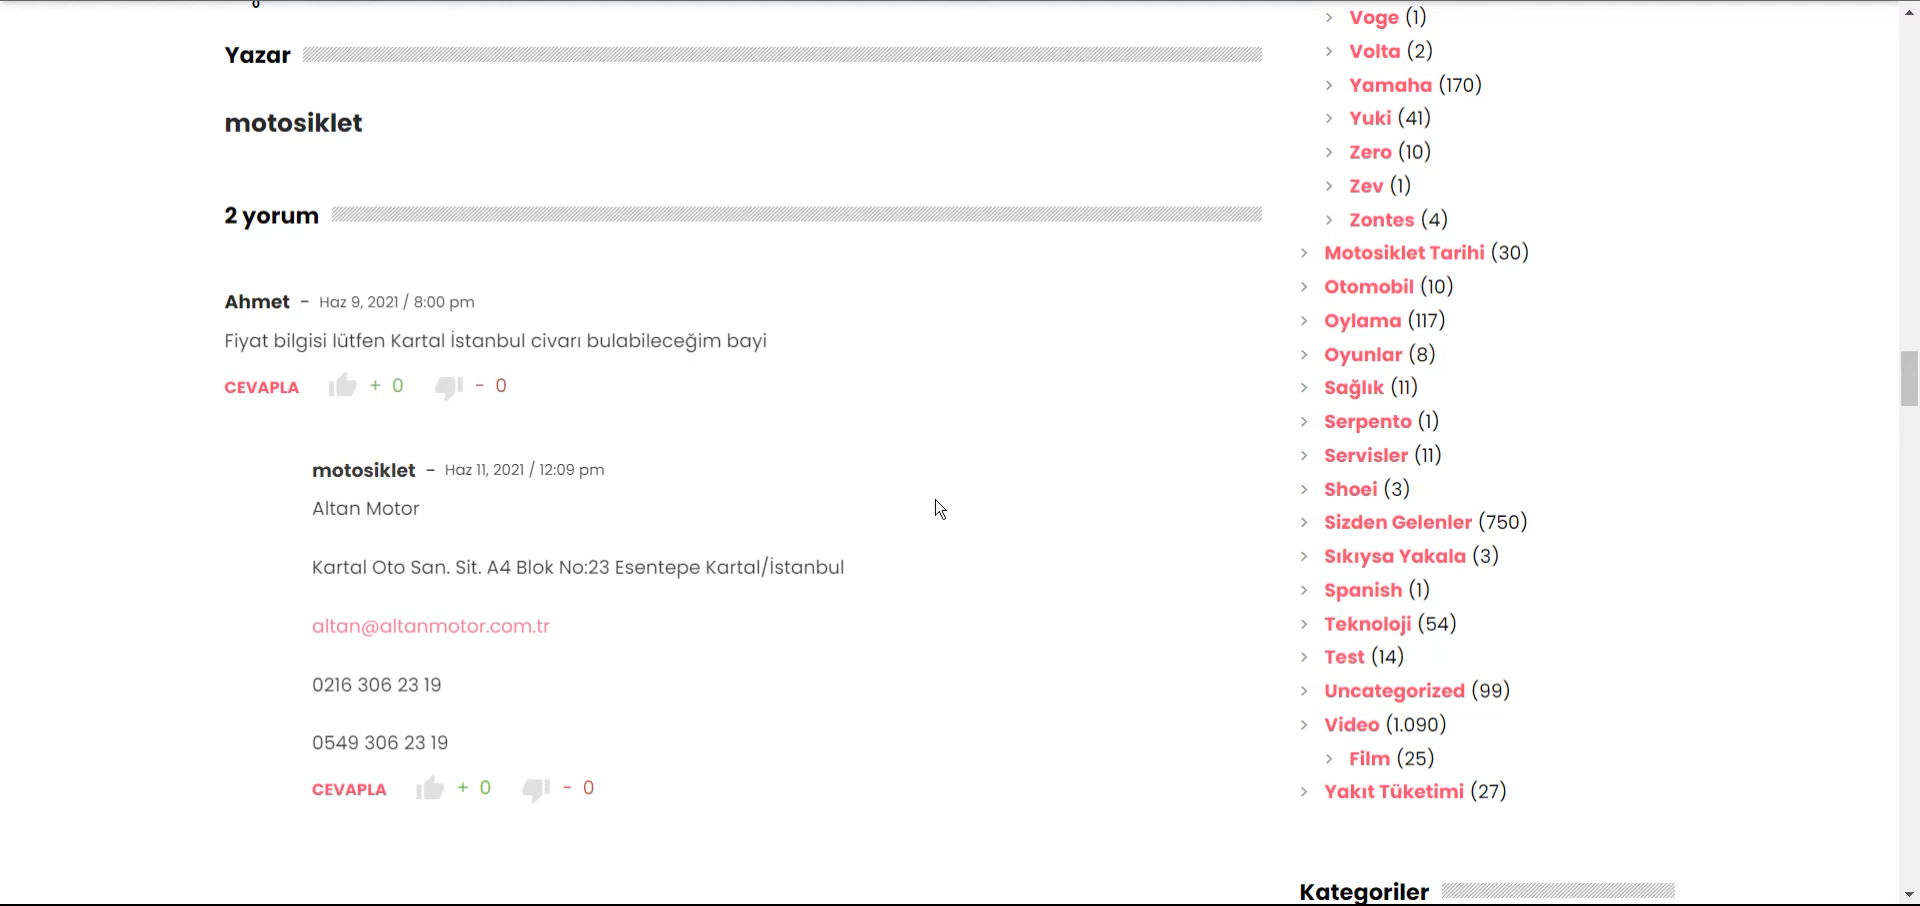 Yazar
motosiklet
2 yorum
Ahmet - Haz 9, 2021 / 8:00 pm
Fiyat bilgisi lütfen Kartal İstanbul civarı bulabileceğim bayi
CEVAPLA + 0 - 0
motosiklet - Haz 11, 2021 / 12:09 pm
Altan Motor
Kartal Oto San. Sit. A4 Blok No:23 Esentepe Kartal/İstanbul
altan@altanmotor.com.tr
0216 306 23 19
0549 306 23 19
CEVAPLA + 0 - 0
Voge (1)
Volta (2)
Yamaha (170)
Yuki (41)
Zero (10)
Zev (1)
Zontes (4)
Motosiklet Tarihi (30)
Otomobil (10)
Oylama (117)
Oyunlar (8)
Sağlık (11)
Serpento (1)
Servisler (11)
Shoei (3)
Sizden Gelenler (750)
Sıkıysa Yakala (3)
Spanish (1)
Teknoloji (54)
Test (14)
Uncategorized (99)
Video (1.090)
Film (25)
Yakıt Tüketimi (27)
Kategoriler